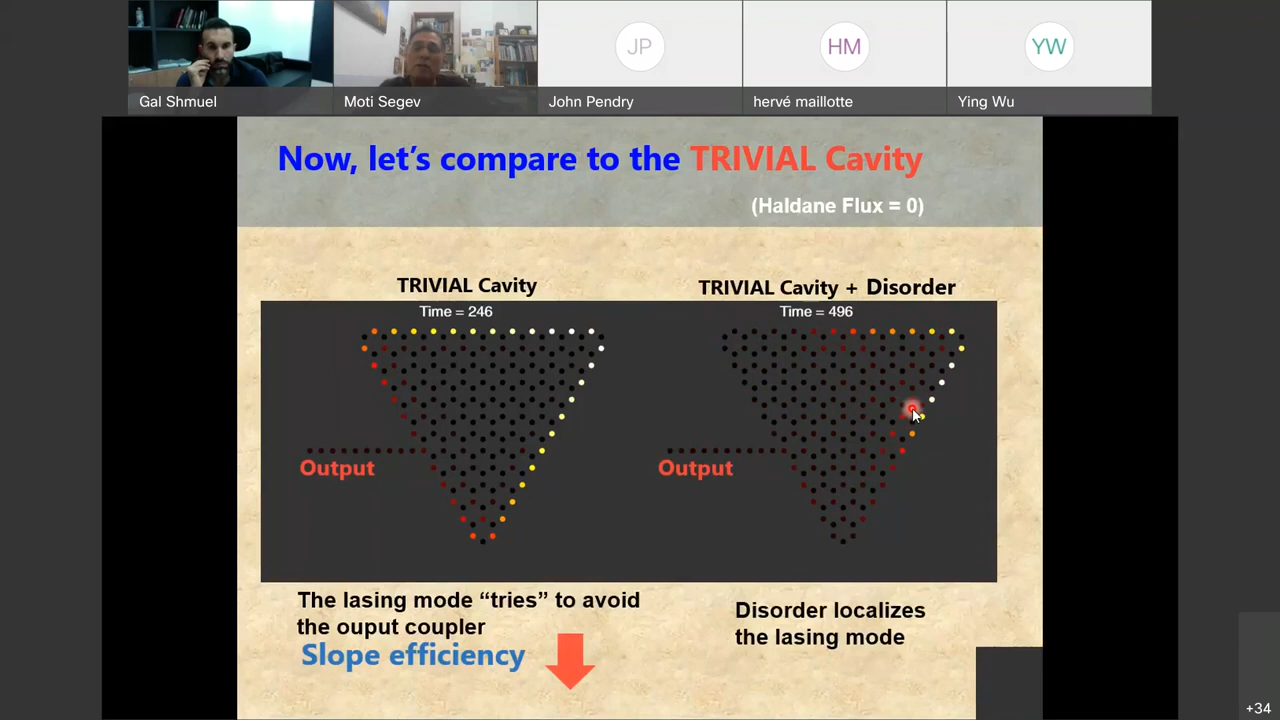 JP
HM
YW
Gal Shmuel
Moti Segev
John Pendry
hervé maillotte
Ying Wu
Now, let's compare to the TRIVIAL Cavity
(Haldane Flux = 0)
TRIVIAL Cavity
TRIVIAL Cavity + Disorder
Time = 246
Time = 496
Output
Output
The lasing mode “tries” to avoid
the ouput coupler
Slope efficiency
Disorder localizes
the lasing mode
+34